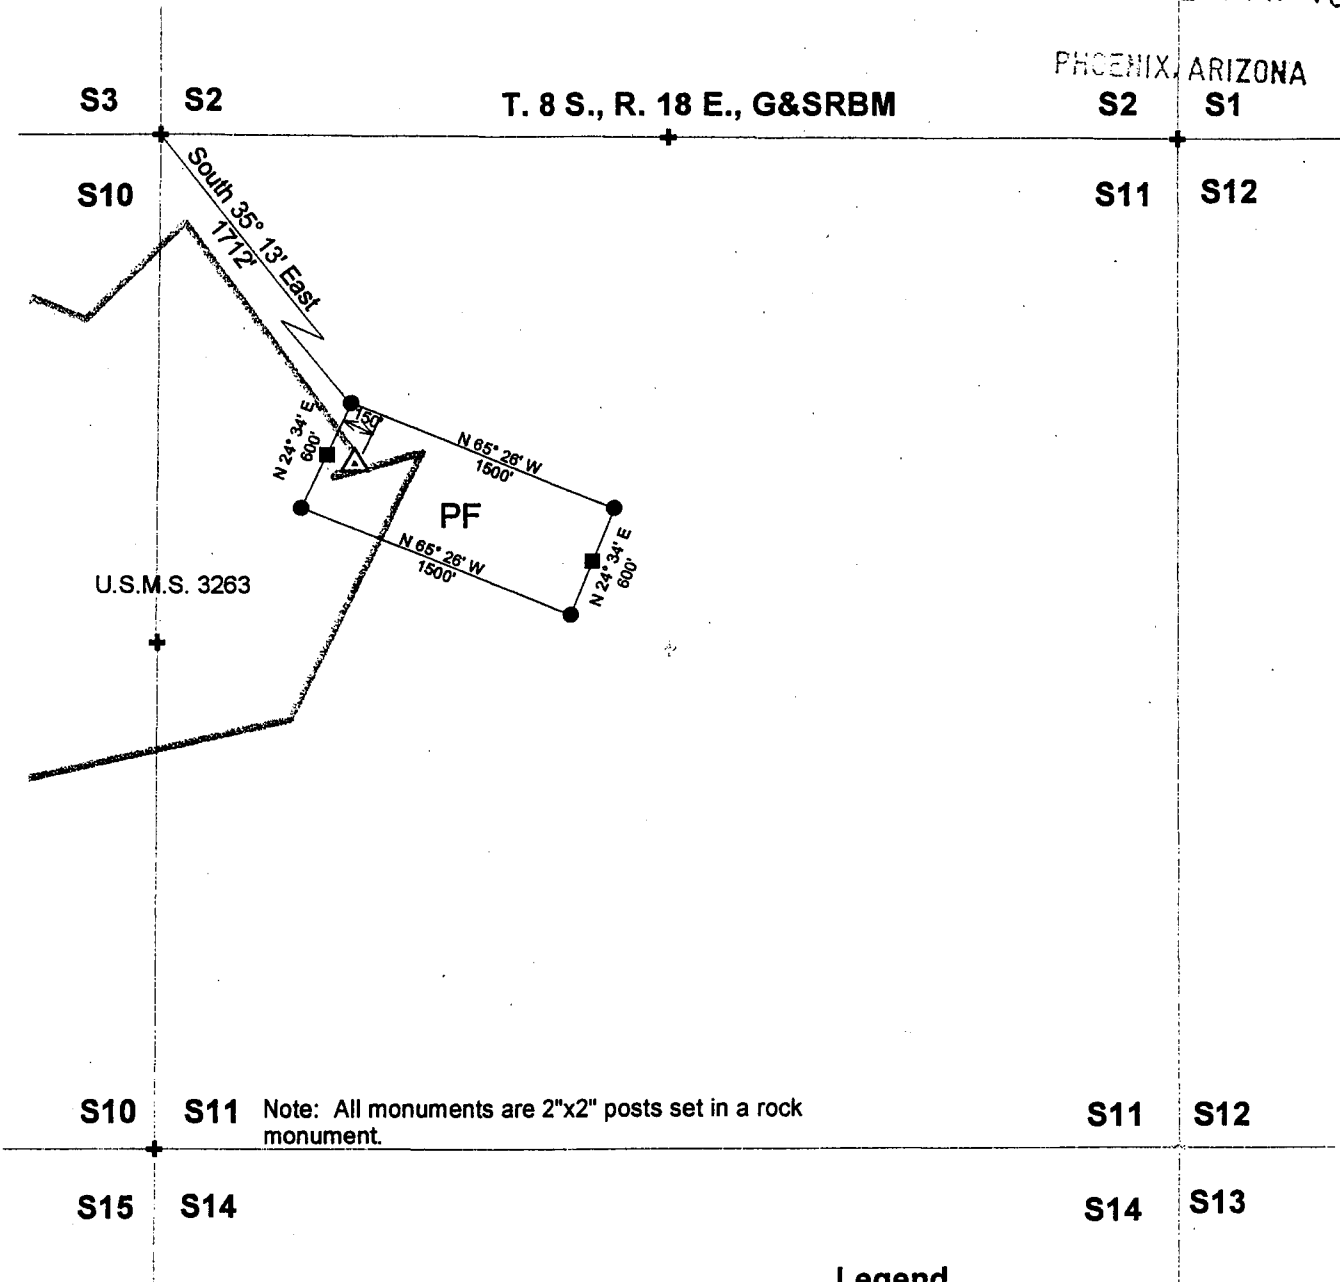 PHOENIX, ARIZONA
S3 S2 T. 8 S., R. 18 E., G&SRBM S2 S1
S10 S11 S12
South 35° 13' East
1712'
150'
N 24° 34' E
600'
N 65° 26' W
1500'
PF
N 65° 26' W
1500'
N 24° 34' E
600'
U.S.M.S. 3263
S10 S11 Note: All monuments are 2"x2" posts set in a rock
monument.
S11 S12
S15 S14 S14 S13
Legend